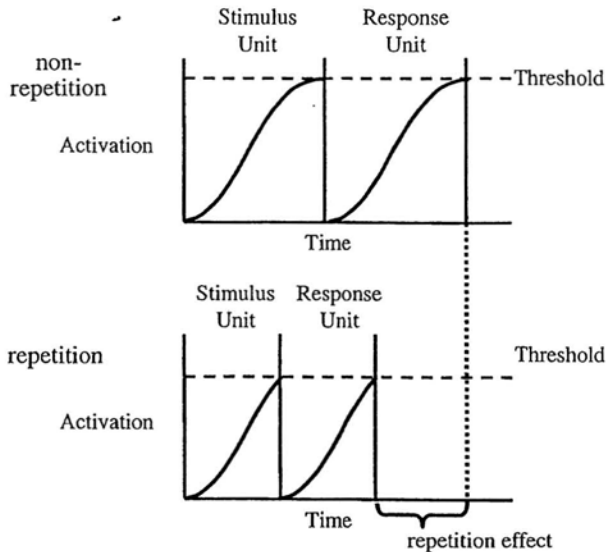 Stimulus
Unit
Response
Unit
non-
repetition
Threshold
Activation
Time
Stimulus
Unit
Response
Unit
repetition
Threshold
Activation
Time
repetition effect